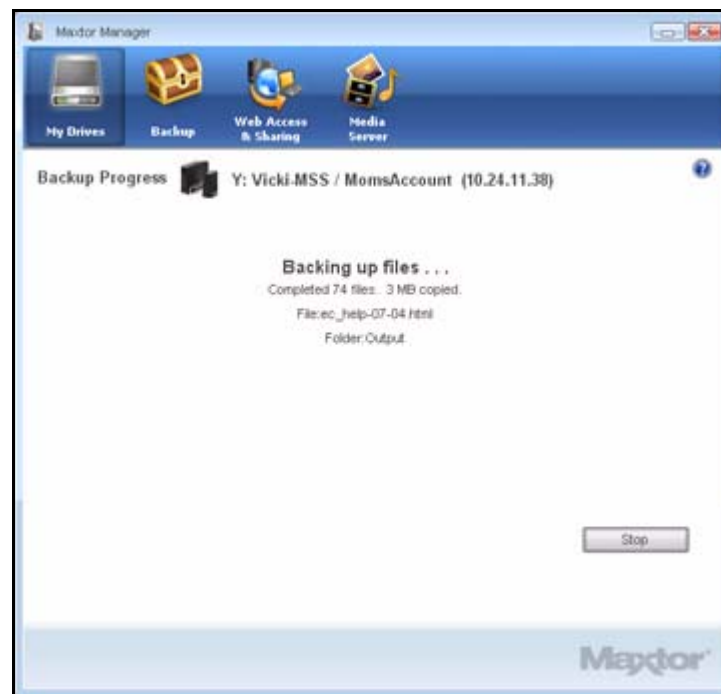 Maxtor Manager
My Drives
Backup
Web Access
& Sharing
Media
Server
Backup Progress
Y: Vicki-MSS / MomsAccount (10.24.11.38)
?
Backing up files . . .
Completed 74 files. 3 MB copied.
File:ec_help-07-04.html
Folder:Output
Stop
Maxtor